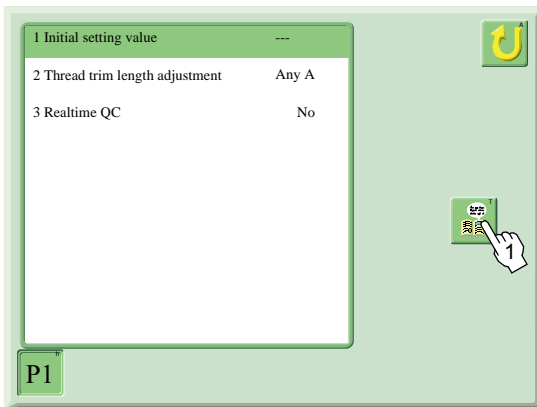 1 Initial setting value ---
A
2 Thread trim length adjustment Any A
3 Realtime QC No
T
1
h
P1